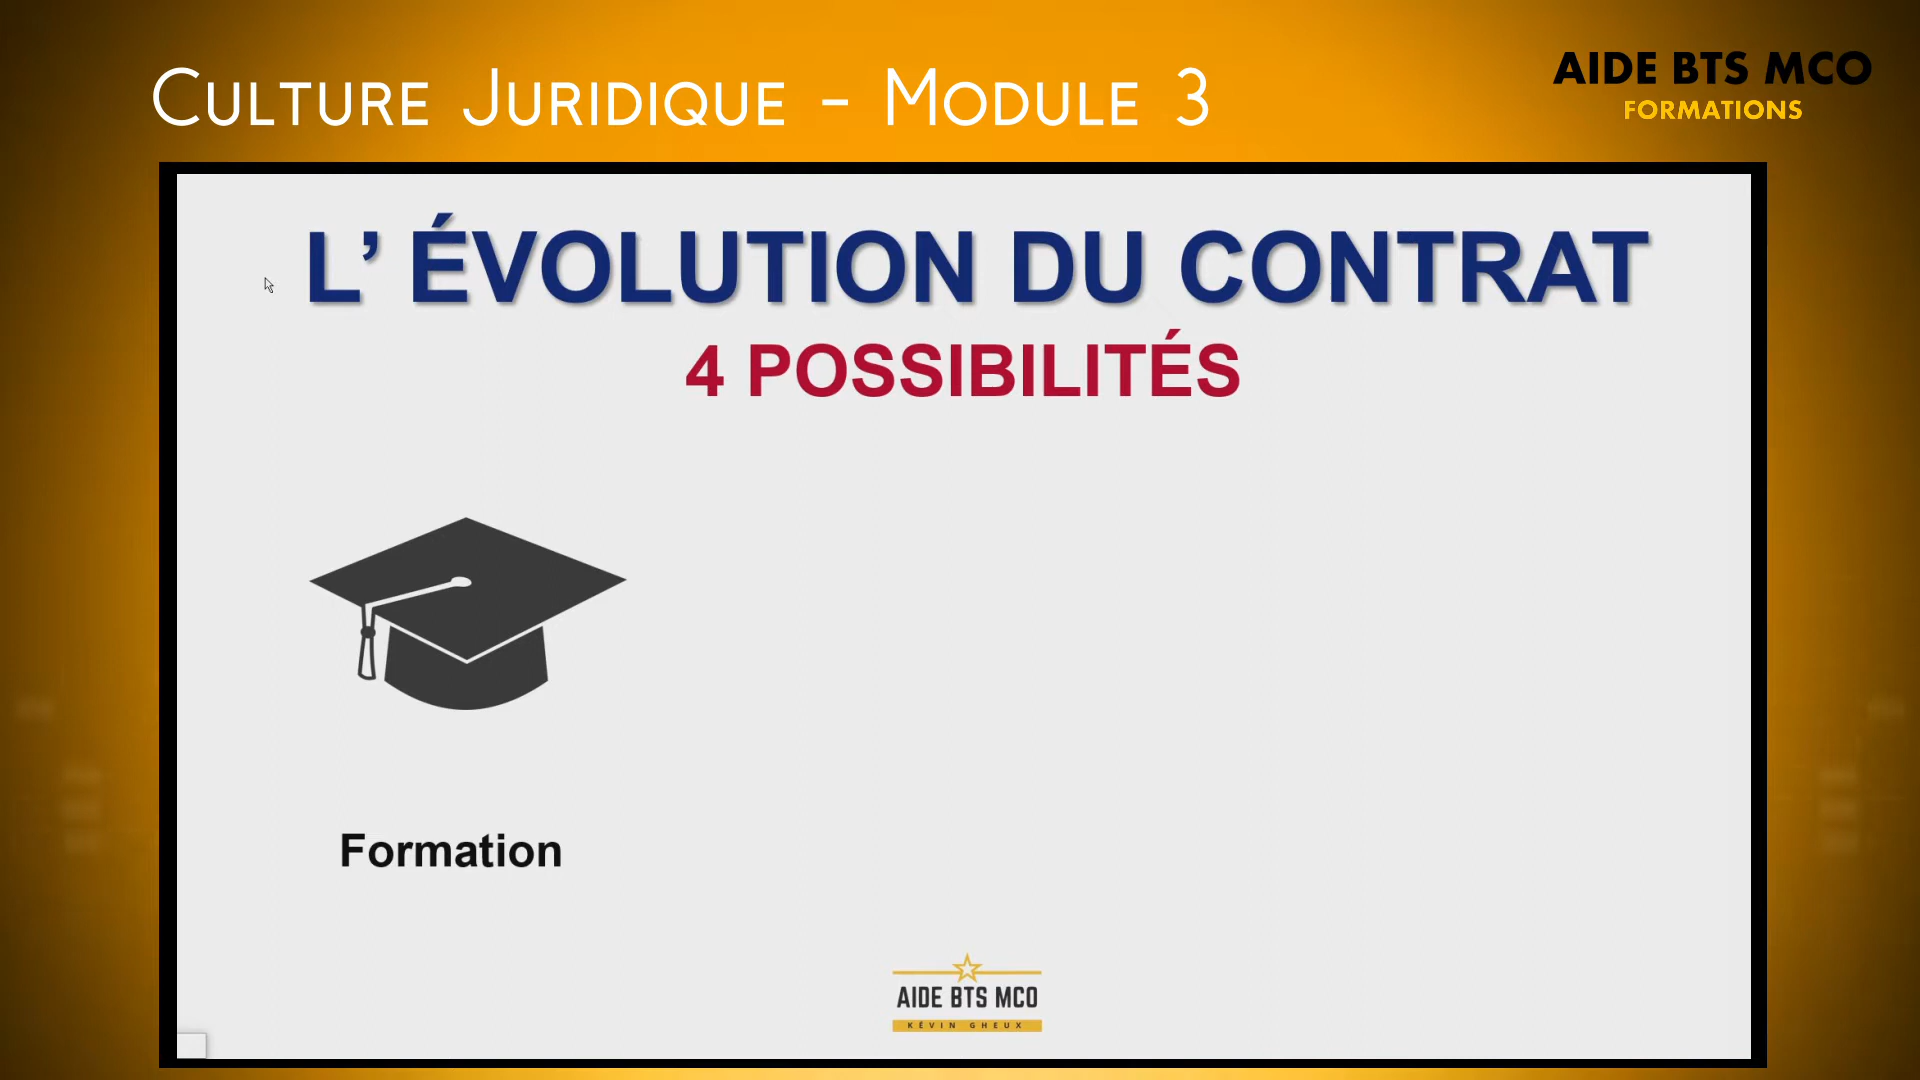 CULTURE JURIDIQUE - MODULE 3
AIDE BTS MCO
FORMATIONS
L’ ÉVOLUTION DU CONTRAT
4 POSSIBILITÉS
Formation
AIDE BTS MCO
KÉVIN GHEUX